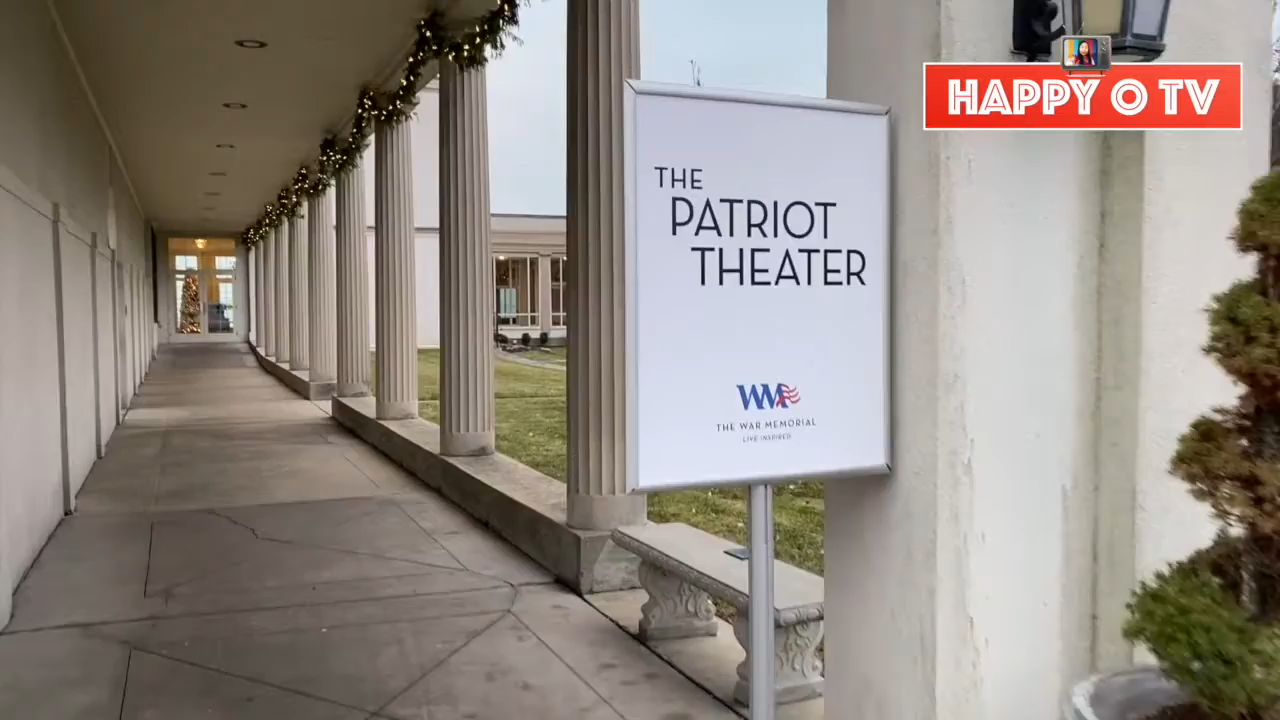 HAPPY O TV
THE
PATRIOT
THEATER
WM
THE WAR MEMORIAL
LIVE INSPIRED